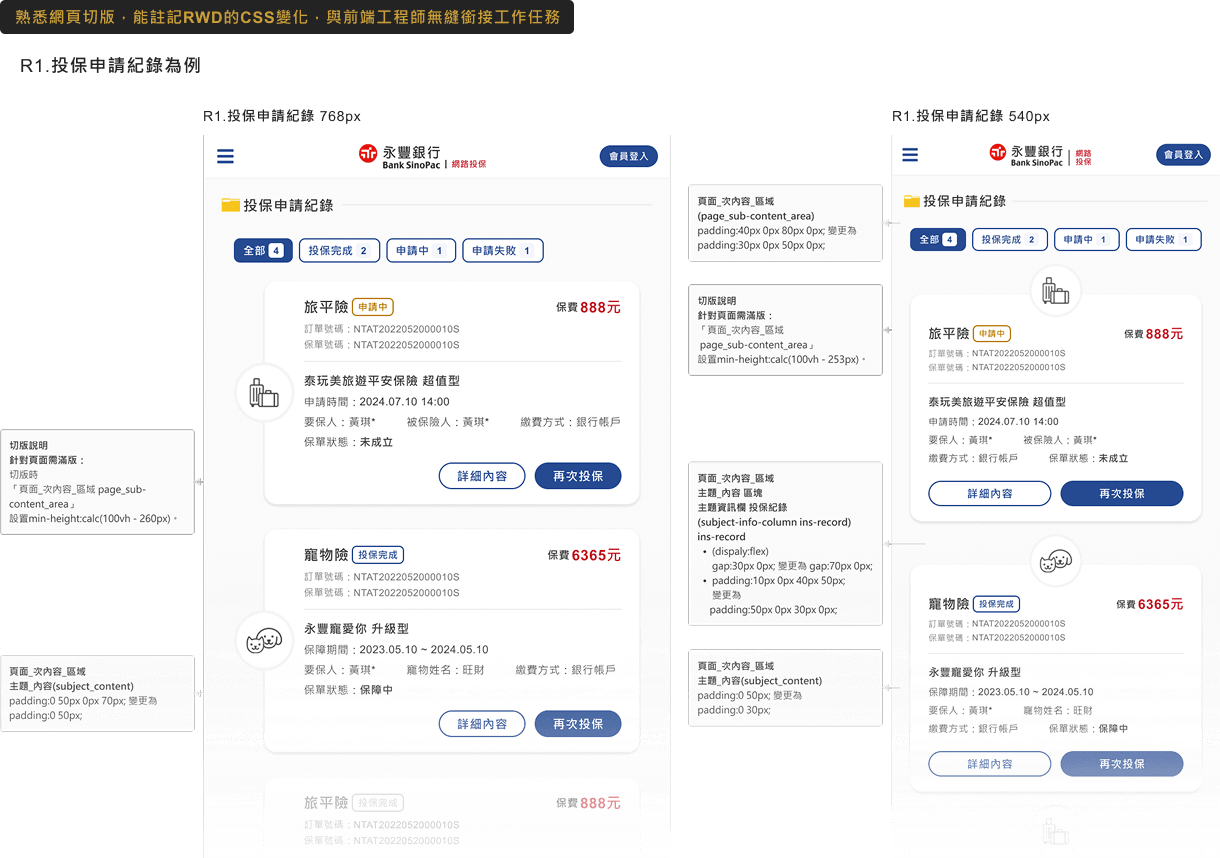 熟悉網頁切版，能註記RWD的CSS變化，與前端工程師無縫銜接工作任務
R1.投保申請紀錄為例
R1.投保申請紀錄 768px
永豐銀行
Bank SinoPac
網路投保
會員登入
投保申請紀錄
全部 4
投保完成 2
申請中 1
申請失敗 1
旅平險 申請中
保費888元
訂單號碼：NTAT2022052000010S
保單號碼：NTAT2022052000010S
泰玩美旅遊平安保險 超值型
申請時間：2024.07.10 14:00
要保人：黃琪* 被保險人：黃琪* 繳費方式：銀行帳戶
保單狀態：未成立
詳細內容
再次投保
寵物險 投保完成
保費6365元
訂單號碼：NTAT2022052000010S
保單號碼：NTAT2022052000010S
永豐寵愛你 升級型
保障期間：2023.05.10 ~ 2024.05.10
要保人：黃琪* 寵物姓名：旺財 繳費方式：銀行帳戶
保單狀態：保障中
詳細內容
再次投保
旅平險 投保完成
保費888元
訂單號碼：NTAT2022052000010S
保單號碼：NTAT2022052000010S
切版說明
針對頁面需滿版：
切版時
「頁面_次內容_區域 page_sub-
content_area」
設置min-height:calc(100vh - 260px)。
頁面_次內容_區域
主題_內容(subject_content)
padding:0 50px 0px 70px; 變更為
padding:0 50px;
R1.投保申請紀錄 540px
永豐銀行
Bank SinoPac
網路
投保
會員登入
投保申請紀錄
全部 4
投保完成 2
申請中 1
申請失敗 1
旅平險 申請中
保費888元
訂單號碼：NTAT2022052000010S
保單號碼：NTAT2022052000010S
泰玩美旅遊平安保險 超值型
申請時間：2024.07.10 14:00
要保人：黃琪* 被保險人：黃琪*
繳費方式：銀行帳戶 保單狀態：未成立
詳細內容
再次投保
寵物險 投保完成
保費6365元
訂單號碼：NTAT2022052000010S
保單號碼：NTAT2022052000010S
永豐寵愛你 升級型
保障期間：2023.05.10 ~ 2024.05.10
要保人：黃琪* 寵物姓名：旺財
繳費方式：銀行帳戶 保單狀態：保障中
詳細內容
再次投保
頁面_次內容_區域
(page_sub-content_area)
padding:40px 0px 80px 0px; 變更為
padding:30px 0px 50px 0px;
切版說明
針對頁面需滿版：
「頁面_次內容_區域
page_sub-content_area」
設置min-height:calc(100vh - 253px)。
頁面_次內容_區域
主題_內容 區塊
主題資訊欄 投保紀錄
(subject-info-column ins-record)
ins-record
• (dispaly:flex)
gap:30px 0px; 變更為 gap:70px 0px;
• padding:10px 0px 40px 50px;
變更為
padding:50px 0px 30px 0px;
頁面_次內容_區域
主題_內容(subject_content)
padding:0 50px; 變更為
padding:0 30px;